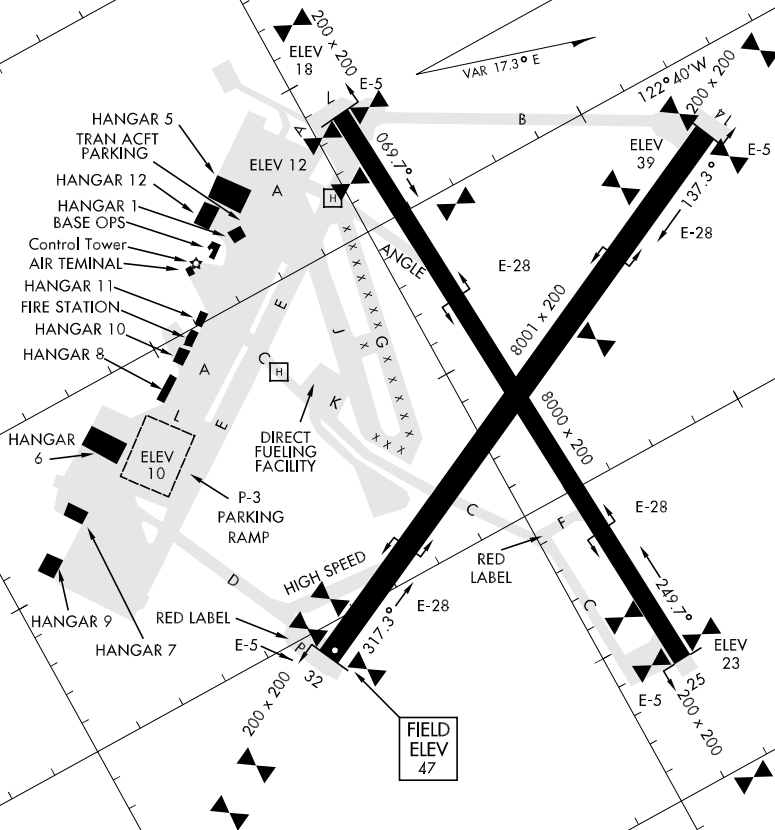 200 x 200
ELEV
18
E-5
L
A
VAR 17.3° E
122°40'W
200 x 200
14
E-5
ELEV
39
137.3°
B
069.7°
HANGAR 5
TRAN ACFT
PARKING
HANGAR 12
HANGAR 1
BASE OPS
Control Tower
AIR TEMINAL
HANGAR 11
FIRE STATION
HANGAR 10
HANGAR 8
ELEV 12
A
H
ANGLE
E-28
E-28
8001 x 200
E
J
G
x x x x x x x x x x x
x x x x x x x x x
x x x
C
H
K
A
L
E
HANGAR
6
ELEV
10
DIRECT
FUELING
FACILITY
P-3
PARKING
RAMP
8000 x 200
C
F
E-28
RED
LABEL
C
249.7°
HIGH SPEED
D
HANGAR 9
HANGAR 7
RED LABEL
E-5
P
32
317.3°
E-28
200 x 200
FIELD
ELEV
47
ELEV
23
25
E-5
200 x 200